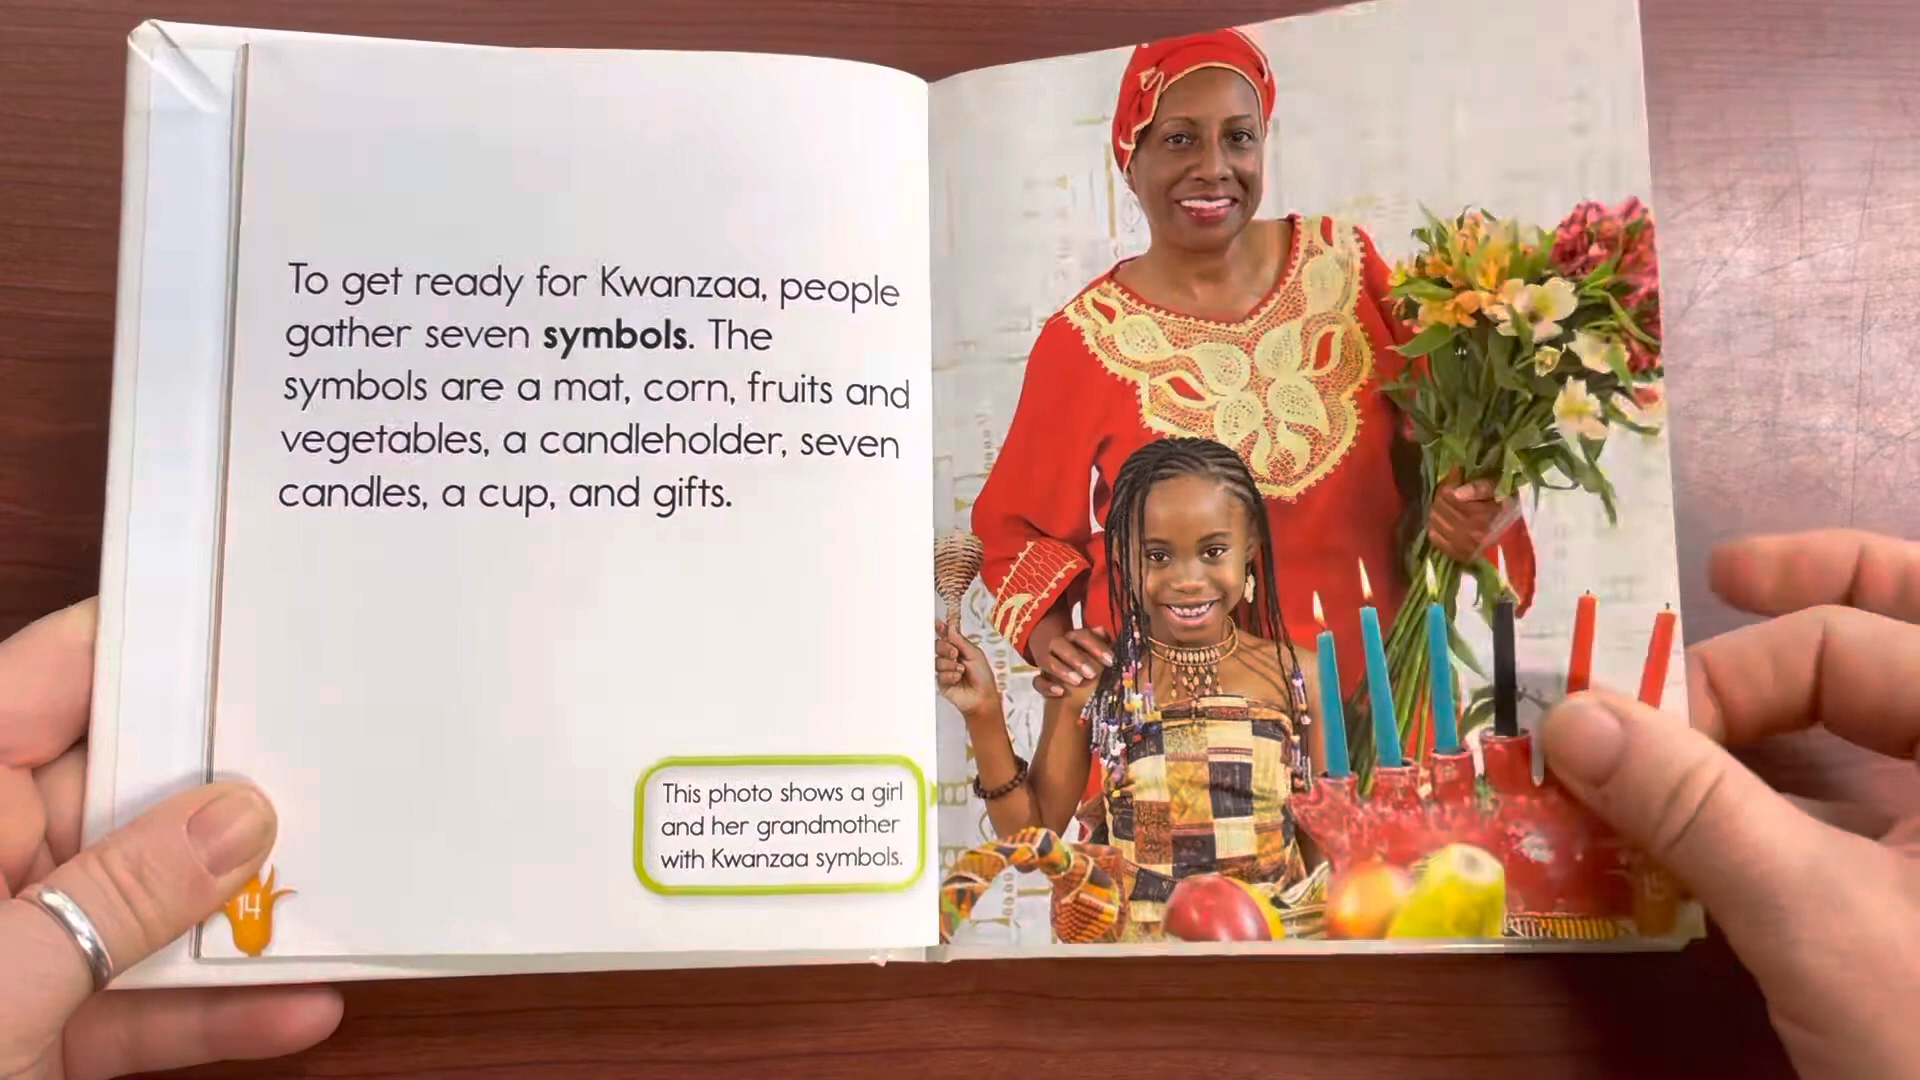 To get ready for Kwanzaa, people
gather seven symbols. The
symbols are a mat, corn, fruits and
vegetables, a candleholder, seven
candles, a cup, and gifts.
This photo shows a girl
and her grandmother
with Kwanzaa symbols.
14
15